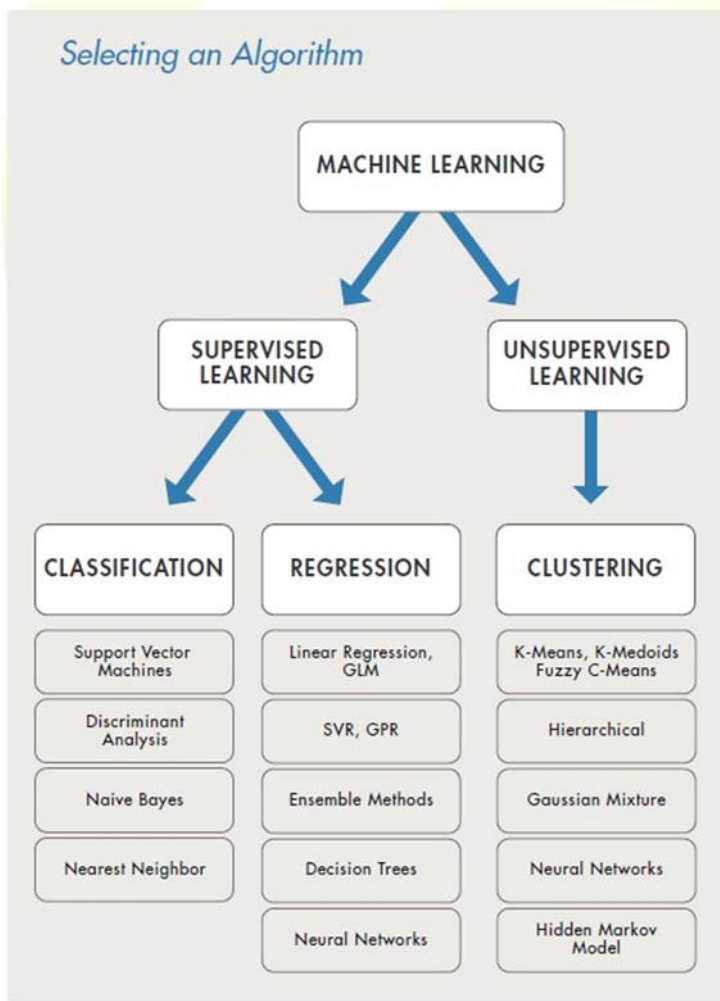 Selecting an Algorithm
MACHINE LEARNING
SUPERVISED
LEARNING
UNSUPERVISED
LEARNING
CLASSIFICATION
Support Vector
Machines
Discriminant
Analysis
Naive Bayes
Nearest Neighbor
REGRESSION
Linear Regression,
GLM
SVR, GPR
Ensemble Methods
Decision Trees
Neural Networks
CLUSTERING
K-Means, K-Medoids
Fuzzy C-Means
Hierarchical
Gaussian Mixture
Neural Networks
Hidden Markov
Model